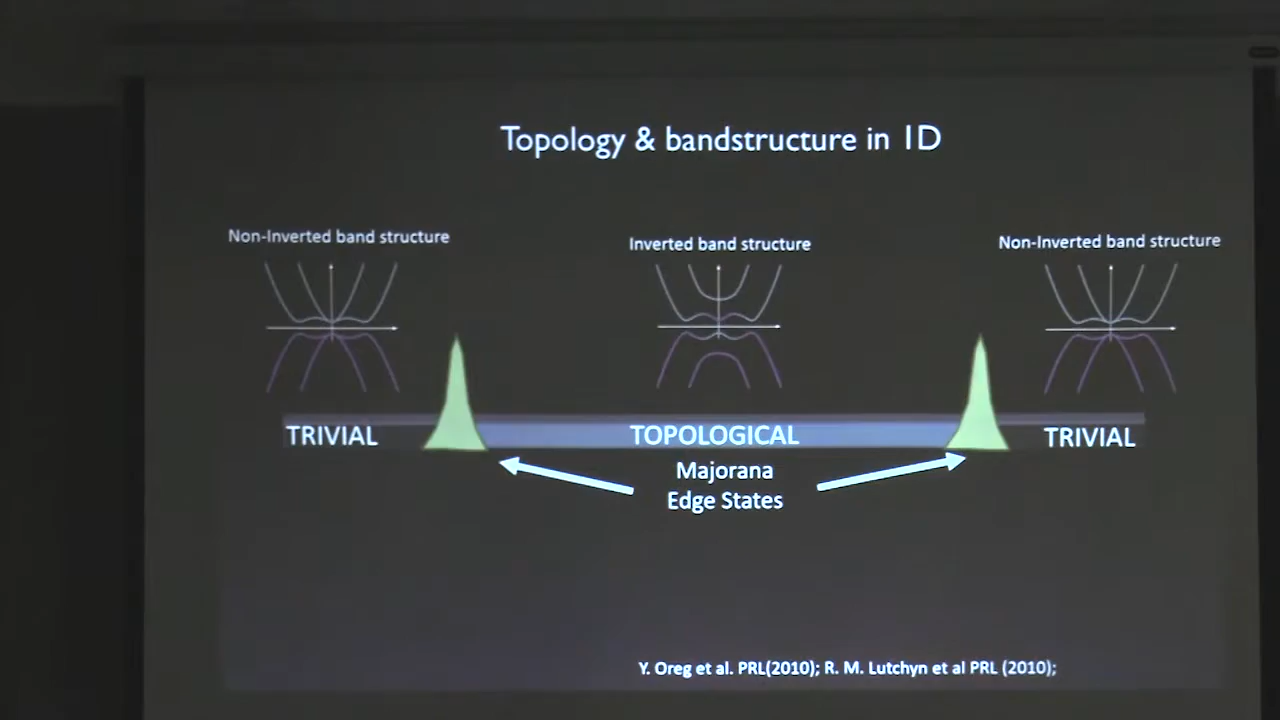 Topology & bandstructure in 1D
Non-Inverted band structure
Inverted band structure
Non-Inverted band structure
TRIVIAL
TOPOLOGICAL
TRIVIAL
Majorana
Edge States
Y. Oreg et al. PRL(2010); R. M. Lutchyn et al PRL (2010);